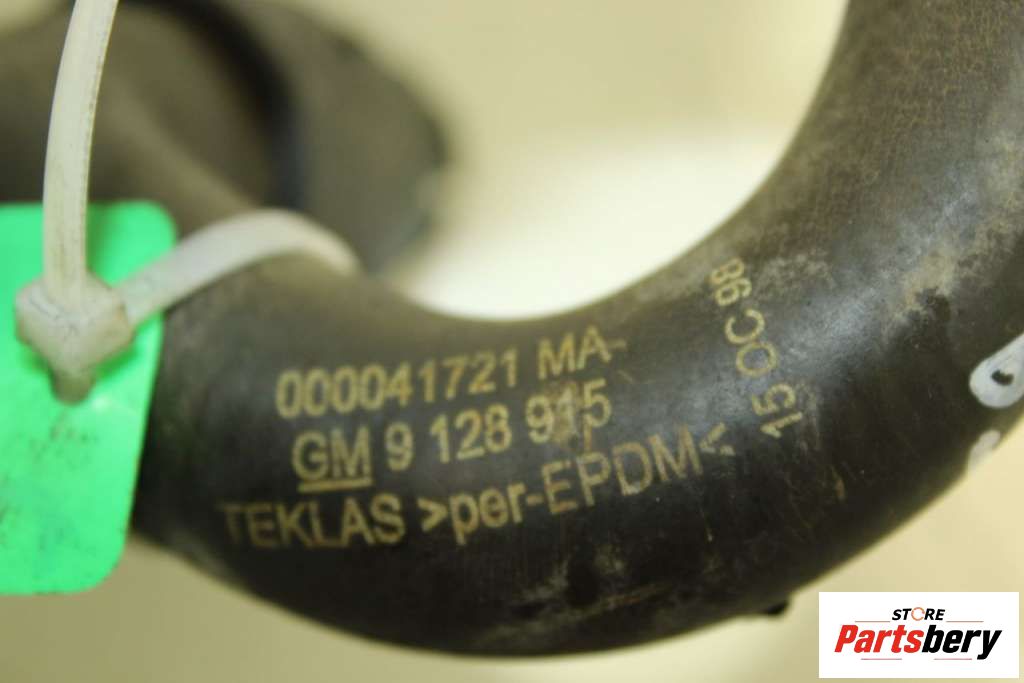 000041721 MA-
GM 9 128 915
TEKLAS >per-EPDM<
15 OC 98
STORE
Partsbery